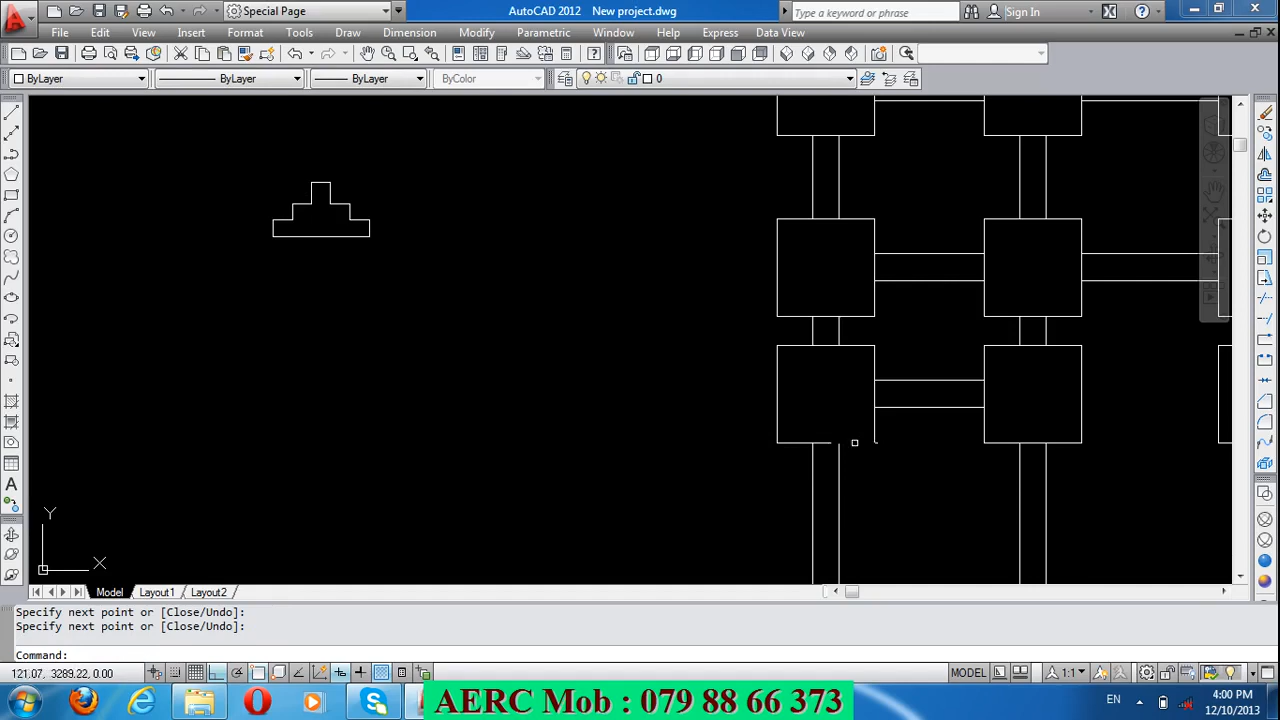 Special Page
AutoCAD 2012 New project.dwg
Type a keyword or phrase
Sign In
File Edit View Insert Format Tools Draw Dimension Modify Parametric Window Help Express Data View
ByLayer ByLayer ByLayer ByColor 0
A
Y
X
Model Layout1 Layout2
Specify next point or [Close/Undo]:
Specify next point or [Close/Undo]:
Command:
121.07, 3289.22, 0.00
MODEL
1:1
AERC Mob : 079 88 66 373
EN
4:00 PM
12/10/2013